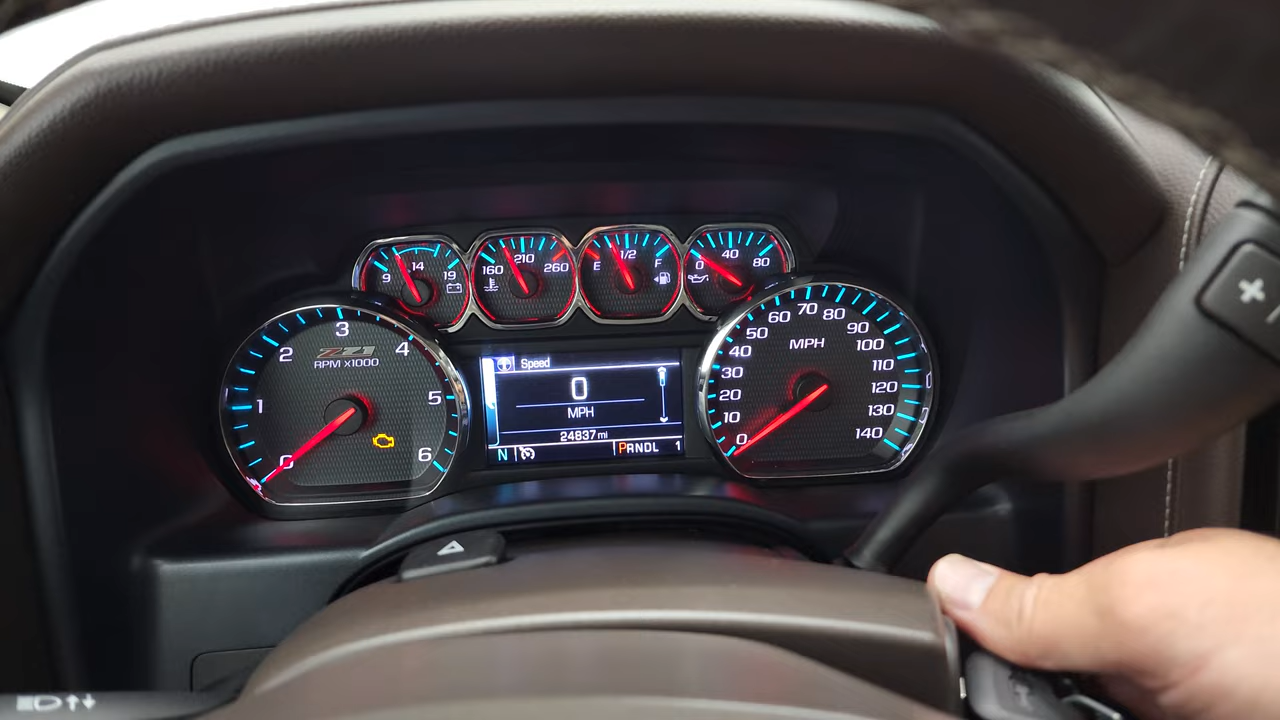 9 14 19
160 210 260
E 1/2 F
0 40 80
0 1 2 3 4 5 6
Z71
RPM x1000
Speed
0
MPH
24837 mi
N
PRNDL 1
MPH
0 10 20 30 40 50 60 70 80 90 100 110 120 130 140
+